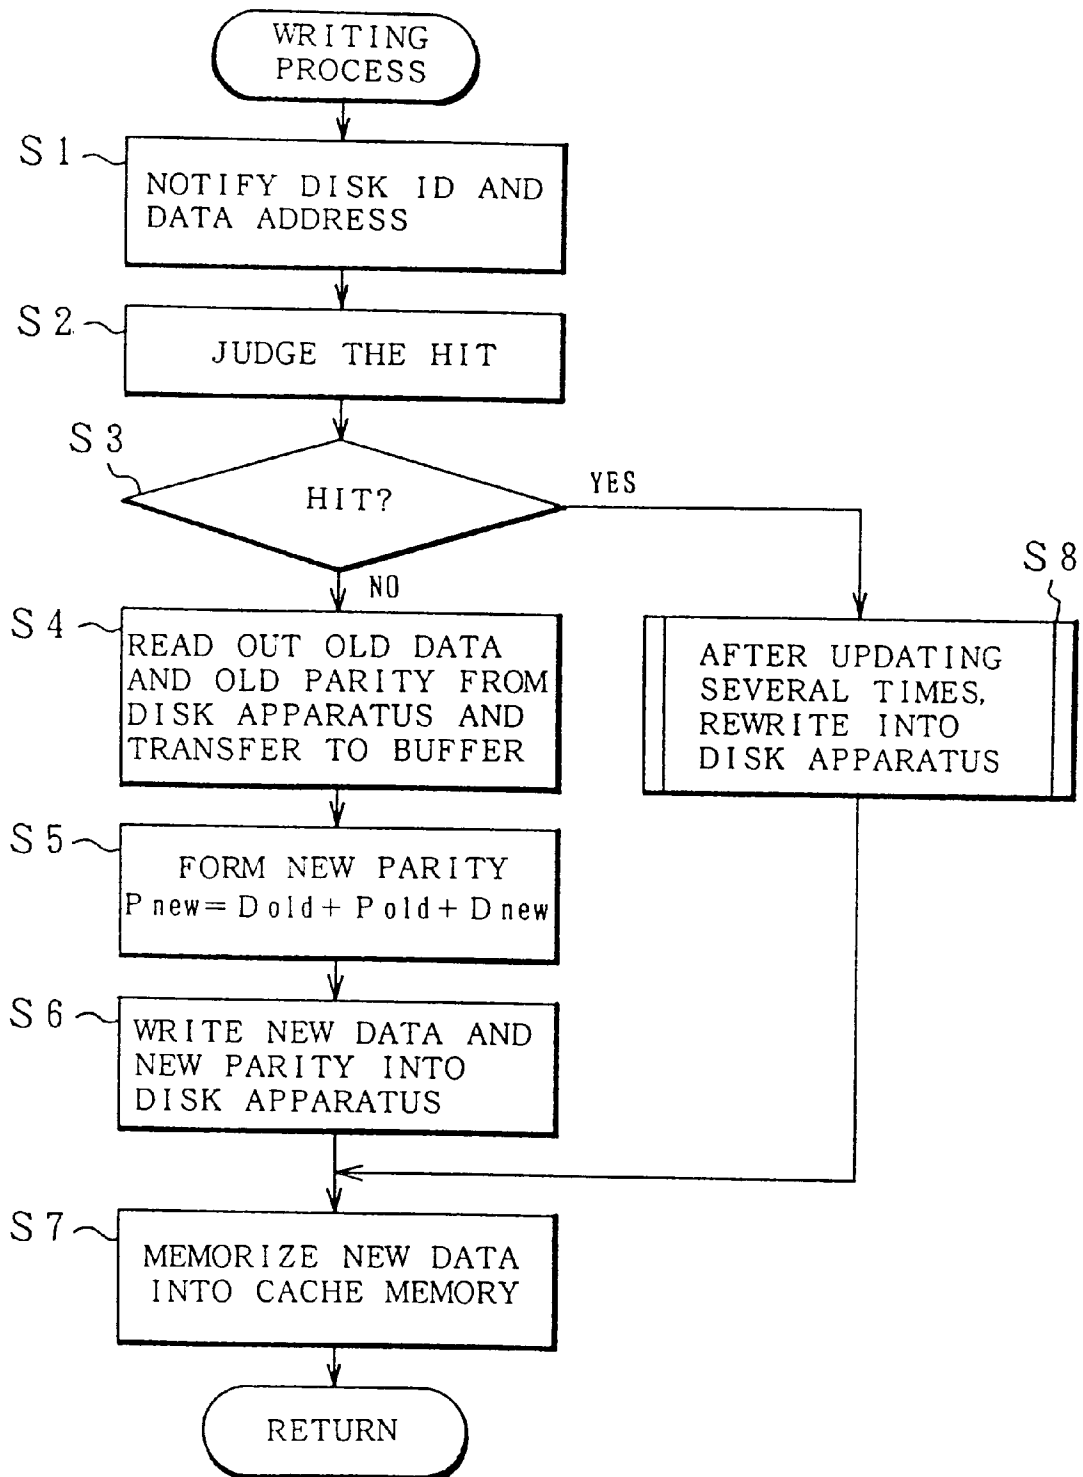 WRITING
PROCESS
S1
NOTIFY DISK ID AND
DATA ADDRESS
S2
JUDGE THE HIT
S3
HIT?
YES
NO
S4
READ OUT OLD DATA
AND OLD PARITY FROM
DISK APPARATUS AND
TRANSFER TO BUFFER
S8
AFTER UPDATING
SEVERAL TIMES,
REWRITE INTO
DISK APPARATUS
S5
FORM NEW PARITY
Pnew=Dold+Pold+Dnew
S6
WRITE NEW DATA AND
NEW PARITY INTO
DISK APPARATUS
S7
MEMORIZE NEW DATA
INTO CACHE MEMORY
RETURN